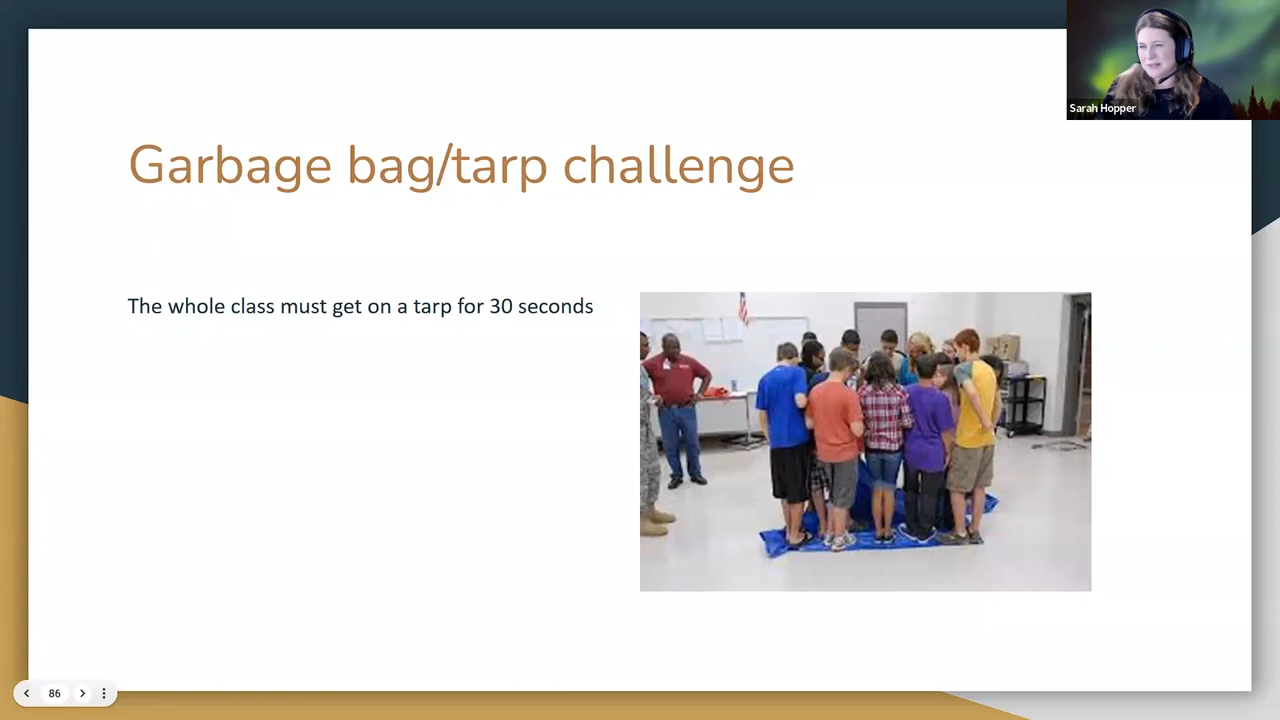 Sarah Hopper
Garbage bag/tarp challenge
The whole class must get on a tarp for 30 seconds
86